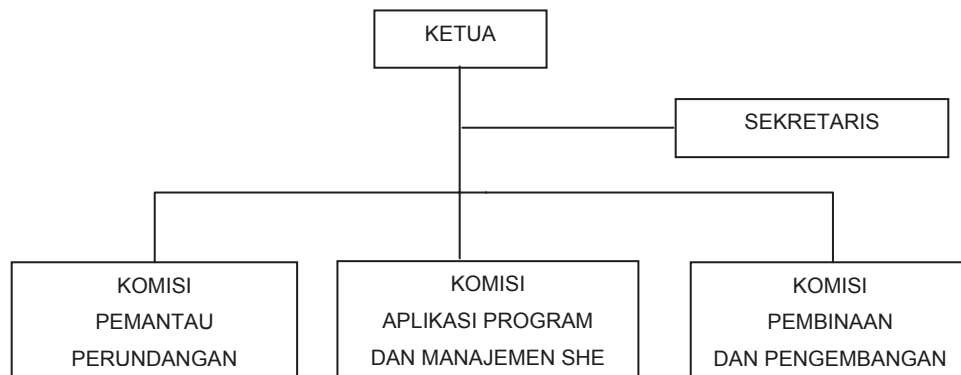 KETUA
SEKRETARIS
KOMISI
PEMANTAU
PERUNDANGAN
KOMISI
APLIKASI PROGRAM
DAN MANAJEMEN SHE
KOMISI
PEMBINAAN
DAN PENGEMBANGAN